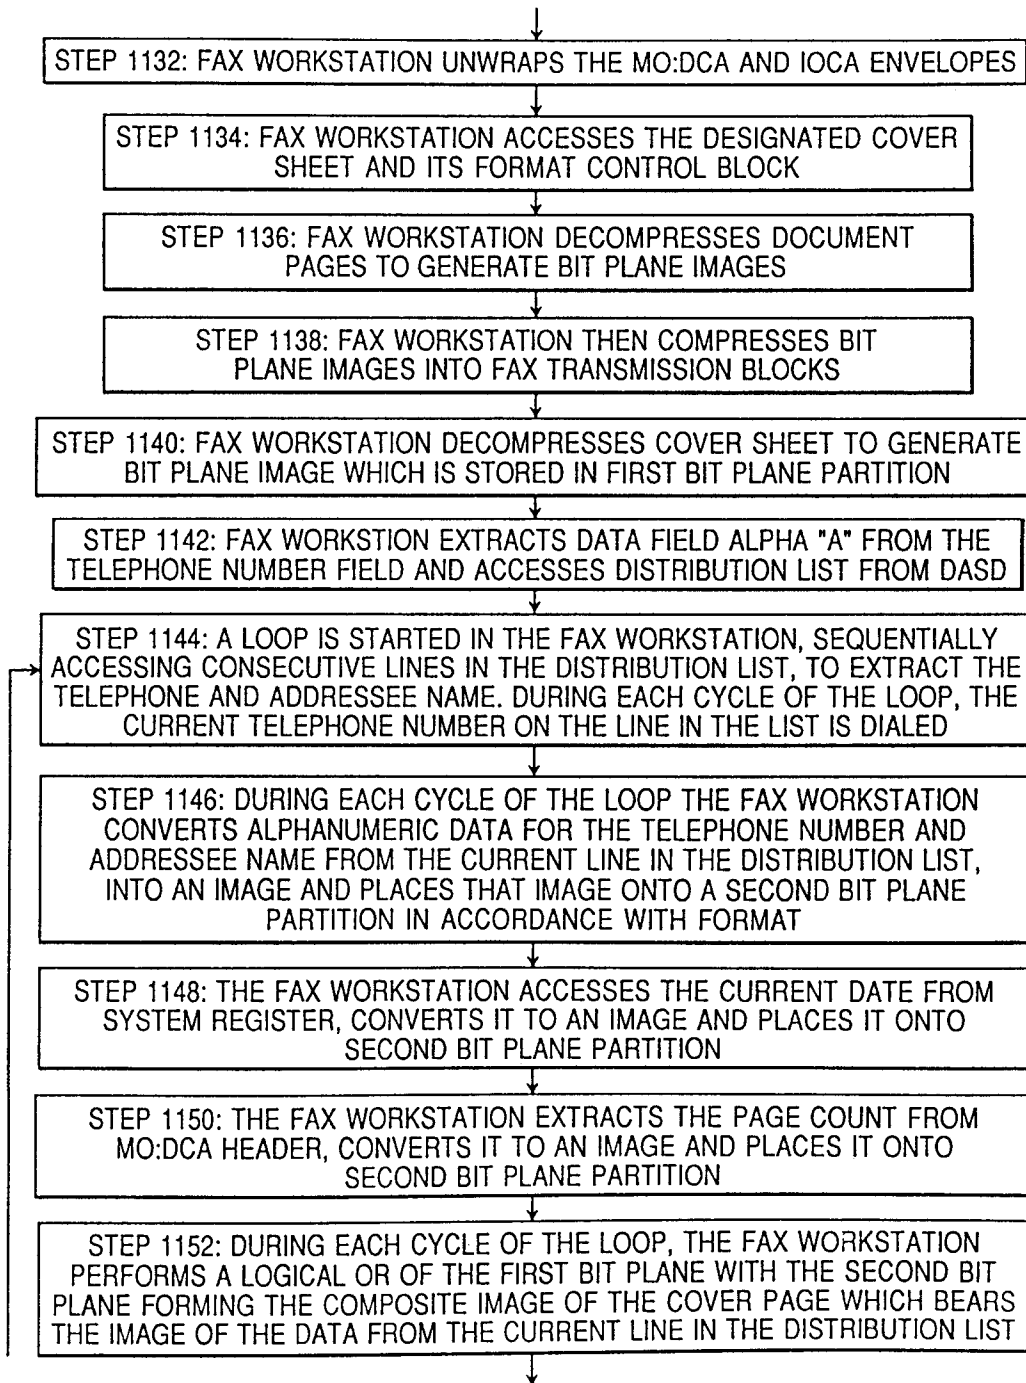 STEP 1132: FAX WORKSTATION UNWRAPS THE MO:DCA AND IOCA ENVELOPES
STEP 1134: FAX WORKSTATION ACCESSES THE DESIGNATED COVER
SHEET AND ITS FORMAT CONTROL BLOCK
STEP 1136: FAX WORKSTATION DECOMPRESSES DOCUMENT
PAGES TO GENERATE BIT PLANE IMAGES
STEP 1138: FAX WORKSTATION THEN COMPRESSES BIT
PLANE IMAGES INTO FAX TRANSMISSION BLOCKS
STEP 1140: FAX WORKSTATION DECOMPRESSES COVER SHEET TO GENERATE
BIT PLANE IMAGE WHICH IS STORED IN FIRST BIT PLANE PARTITION
STEP 1142: FAX WORKSTION EXTRACTS DATA FIELD ALPHA "A" FROM THE
TELEPHONE NUMBER FIELD AND ACCESSES DISTRIBUTION LIST FROM DASD
STEP 1144: A LOOP IS STARTED IN THE FAX WORKSTATION, SEQUENTIALLY
ACCESSING CONSECUTIVE LINES IN THE DISTRIBUTION LIST, TO EXTRACT THE
TELEPHONE AND ADDRESSEE NAME. DURING EACH CYCLE OF THE LOOP, THE
CURRENT TELEPHONE NUMBER ON THE LINE IN THE LIST IS DIALED
STEP 1146: DURING EACH CYCLE OF THE LOOP THE FAX WORKSTATION
CONVERTS ALPHANUMERIC DATA FOR THE TELEPHONE NUMBER AND
ADDRESSEE NAME FROM THE CURRENT LINE IN THE DISTRIBUTION LIST,
INTO AN IMAGE AND PLACES THAT IMAGE ONTO A SECOND BIT PLANE
PARTITION IN ACCORDANCE WITH FORMAT
STEP 1148: THE FAX WORKSTATION ACCESSES THE CURRENT DATE FROM
SYSTEM REGISTER, CONVERTS IT TO AN IMAGE AND PLACES IT ONTO
SECOND BIT PLANE PARTITION
STEP 1150: THE FAX WORKSTATION EXTRACTS THE PAGE COUNT FROM
MO:DCA HEADER, CONVERTS IT TO AN IMAGE AND PLACES IT ONTO
SECOND BIT PLANE PARTITION
STEP 1152: DURING EACH CYCLE OF THE LOOP, THE FAX WORKSTATION
PERFORMS A LOGICAL OR OF THE FIRST BIT PLANE WITH THE SECOND BIT
PLANE FORMING THE COMPOSITE IMAGE OF THE COVER PAGE WHICH BEARS
THE IMAGE OF THE DATA FROM THE CURRENT LINE IN THE DISTRIBUTION LIST